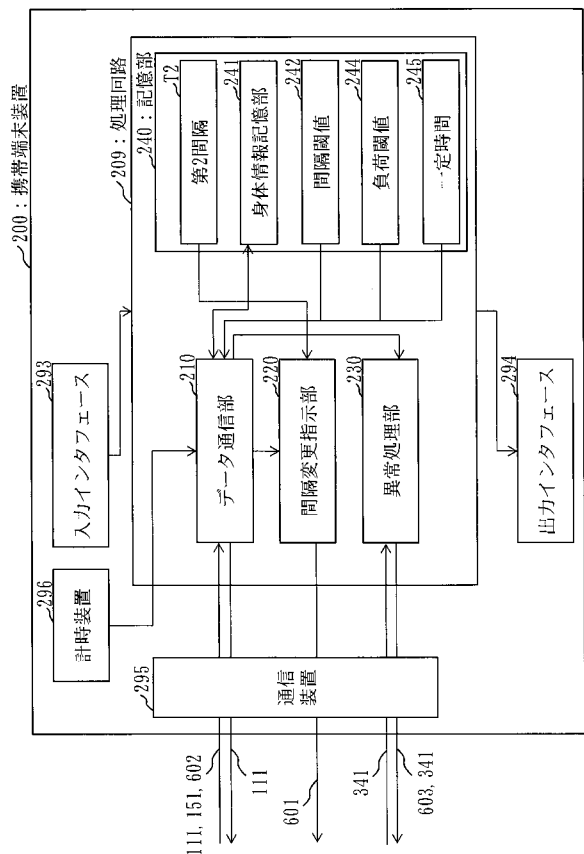 200：携帯端末装置
296
計時装置
293
入力インタフェース
209：処理回路
240：記憶部
T2
第2間隔
241
身体情報記憶部
242
間隔閾値
244
負荷閾値
245
一定時間
210
データ通信部
220
間隔変更指示部
230
異常処理部
295
通信
装置
294
出力インタフェース
111, 151, 602
111
601
341
603, 341